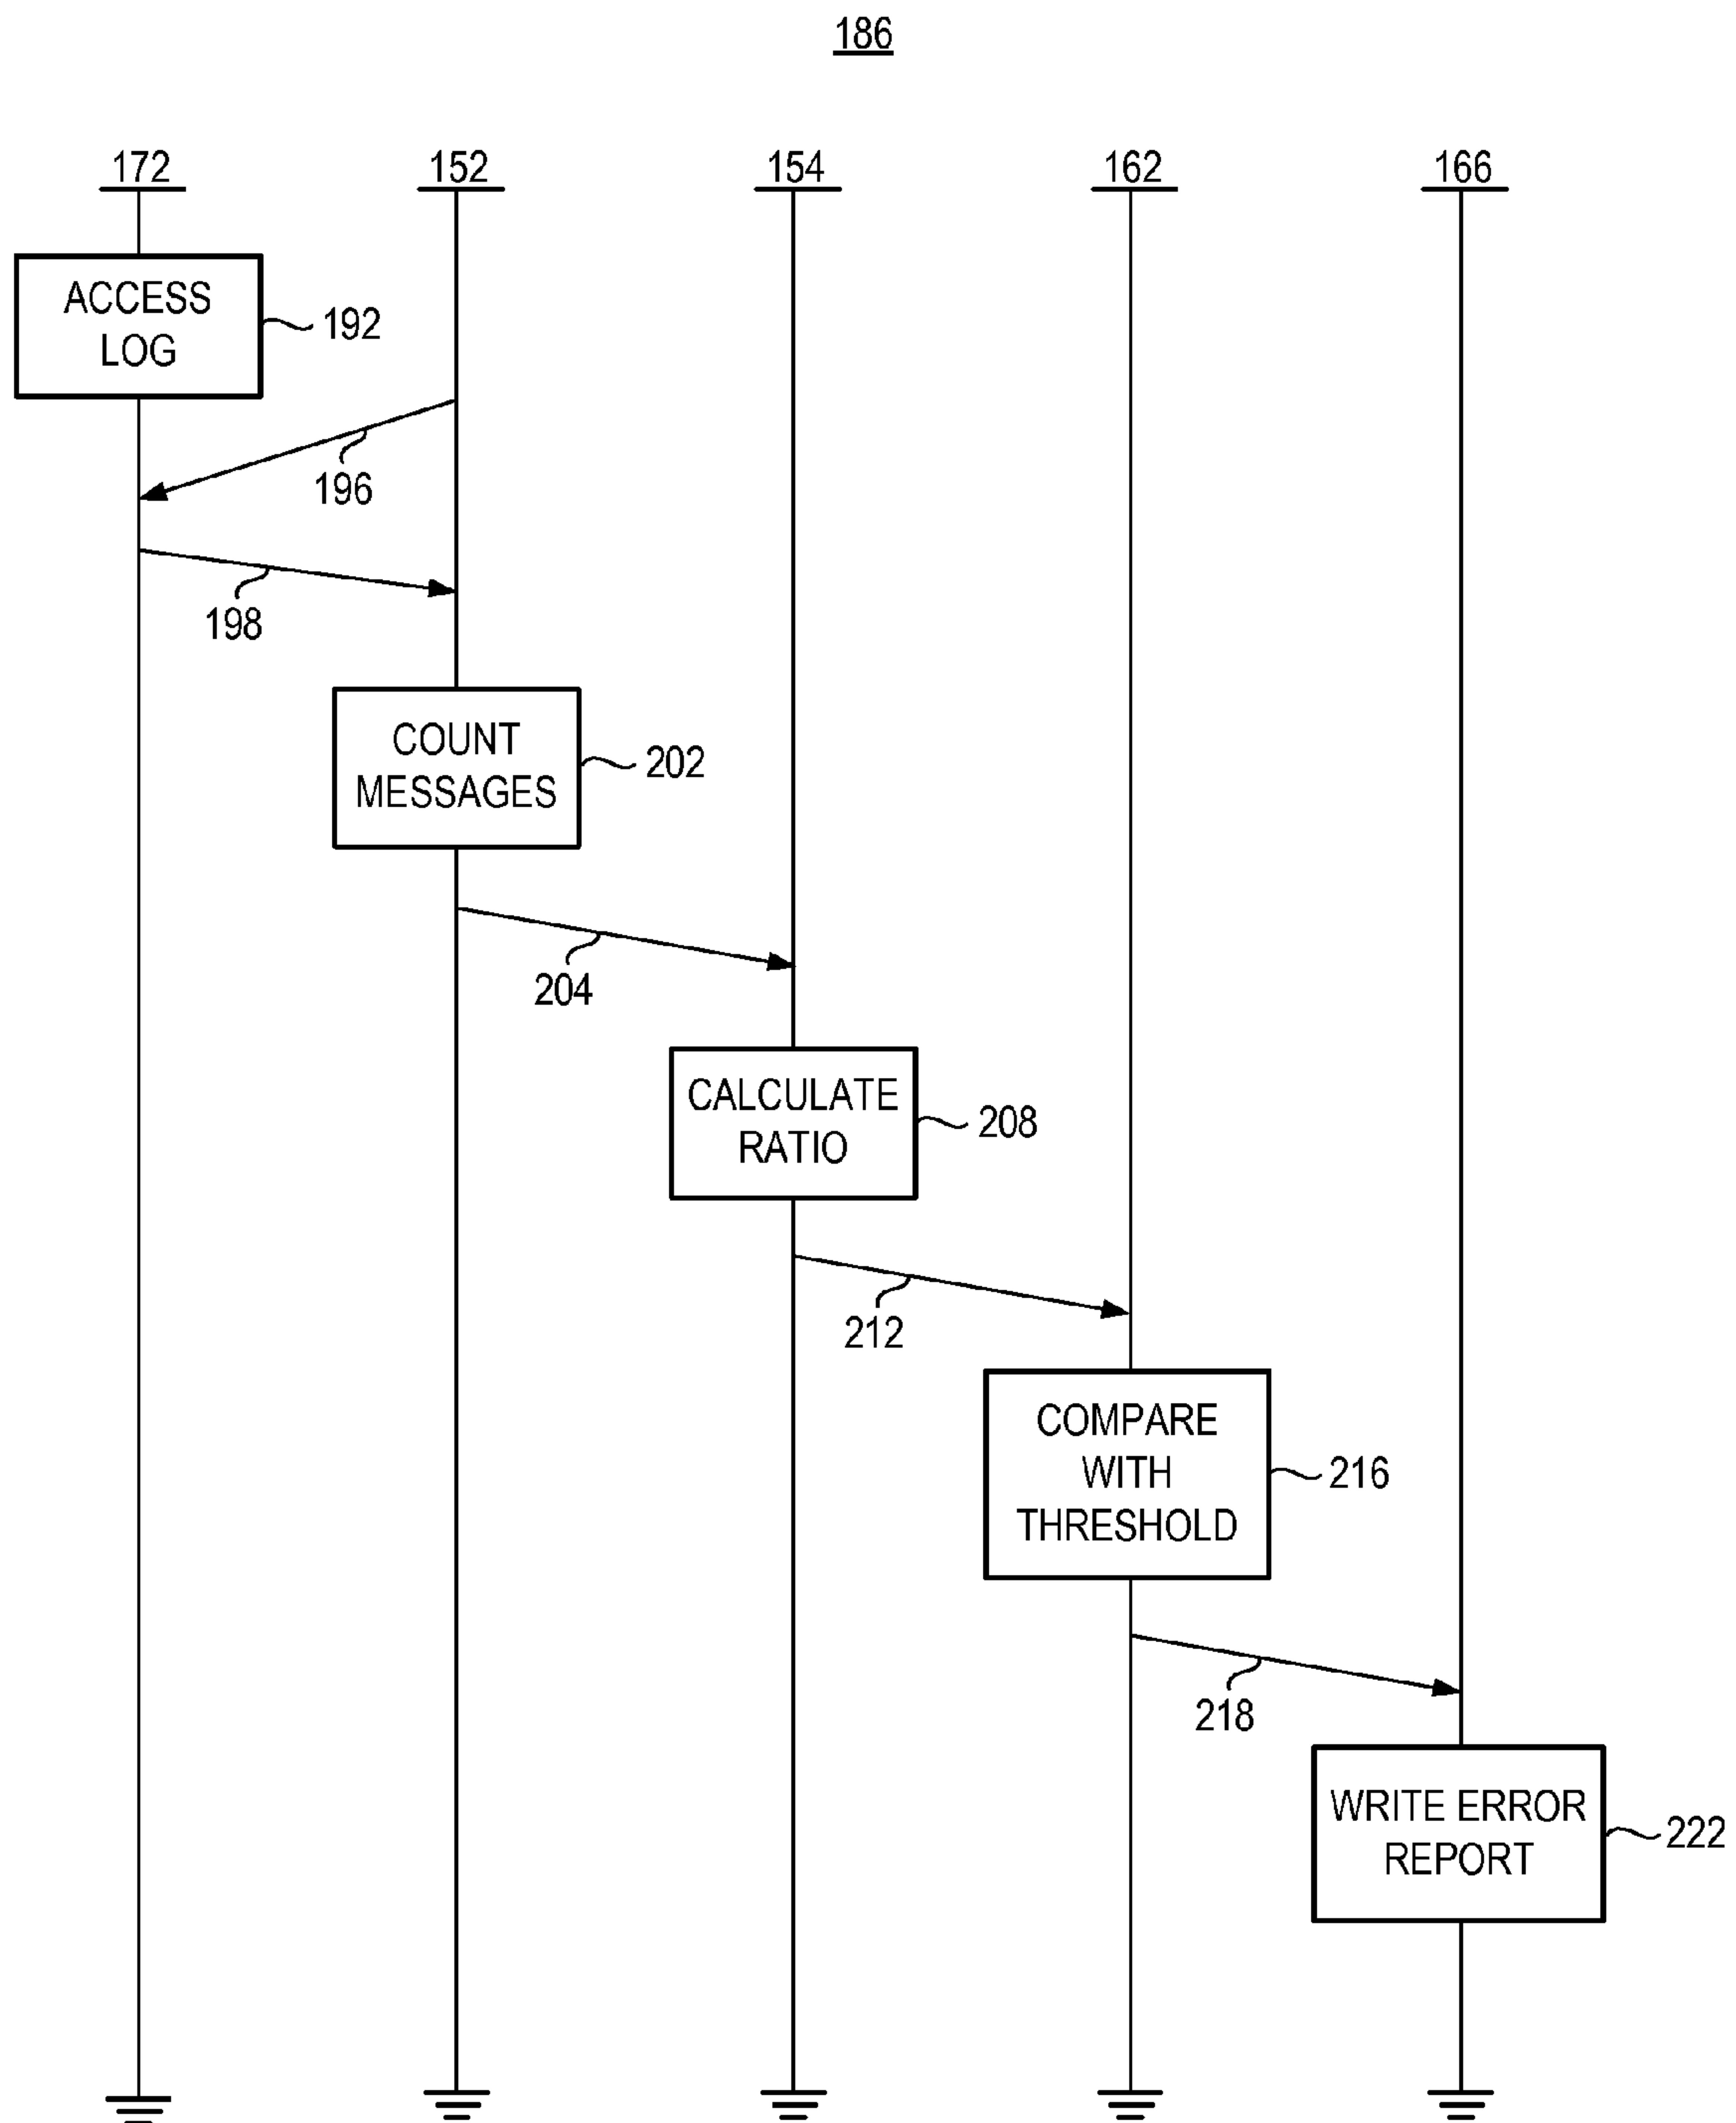 186
172 152 154 162 166
ACCESS
LOG
192
196
198
COUNT
MESSAGES
202
204
CALCULATE
RATIO
208
212
COMPARE
WITH
THRESHOLD
216
218
WRITE ERROR
REPORT
222